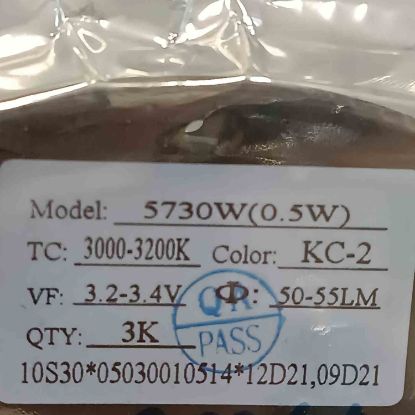 Model: 5730W(0.5W)
TC: 3000-3200K Color: KC-2
VF: 3.2-3.4V Φ: 50-55LM
QTY: 3K
PASS
10S30*05030010514*12D21,09D21